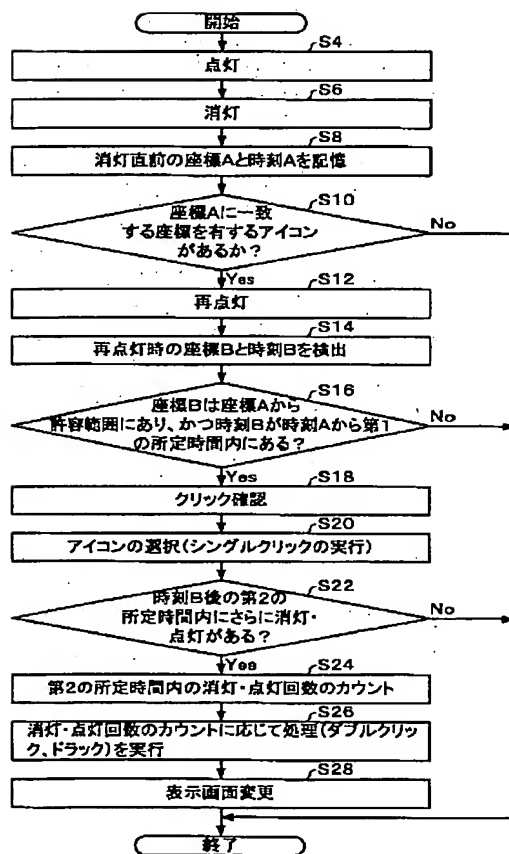 開始
S4
点灯
S6
消灯
S8
消灯直前の座標Aと時刻Aを記憶
S10
座標Aに一致
する座標を有するアイコン
があるか?
No
Yes
S12
再点灯
S14
再点灯時の座標Bと時刻Bを検出
S16
座標Bは座標Aから
許容範囲にあり、かつ時刻Bが時刻Aから第1
の所定時間内にある?
No
Yes
S18
クリック確認
S20
アイコンの選択(シングルクリックの実行)
S22
時刻B後の第2の
所定時間内にさらに消灯・
点灯がある?
No
Yes
S24
第2の所定時間内の消灯・点灯回数のカウント
S26
消灯・点灯回数のカウントに応じて処理(ダブルクリッ
ク、ドラック)を実行
S28
表示画面変更
終了